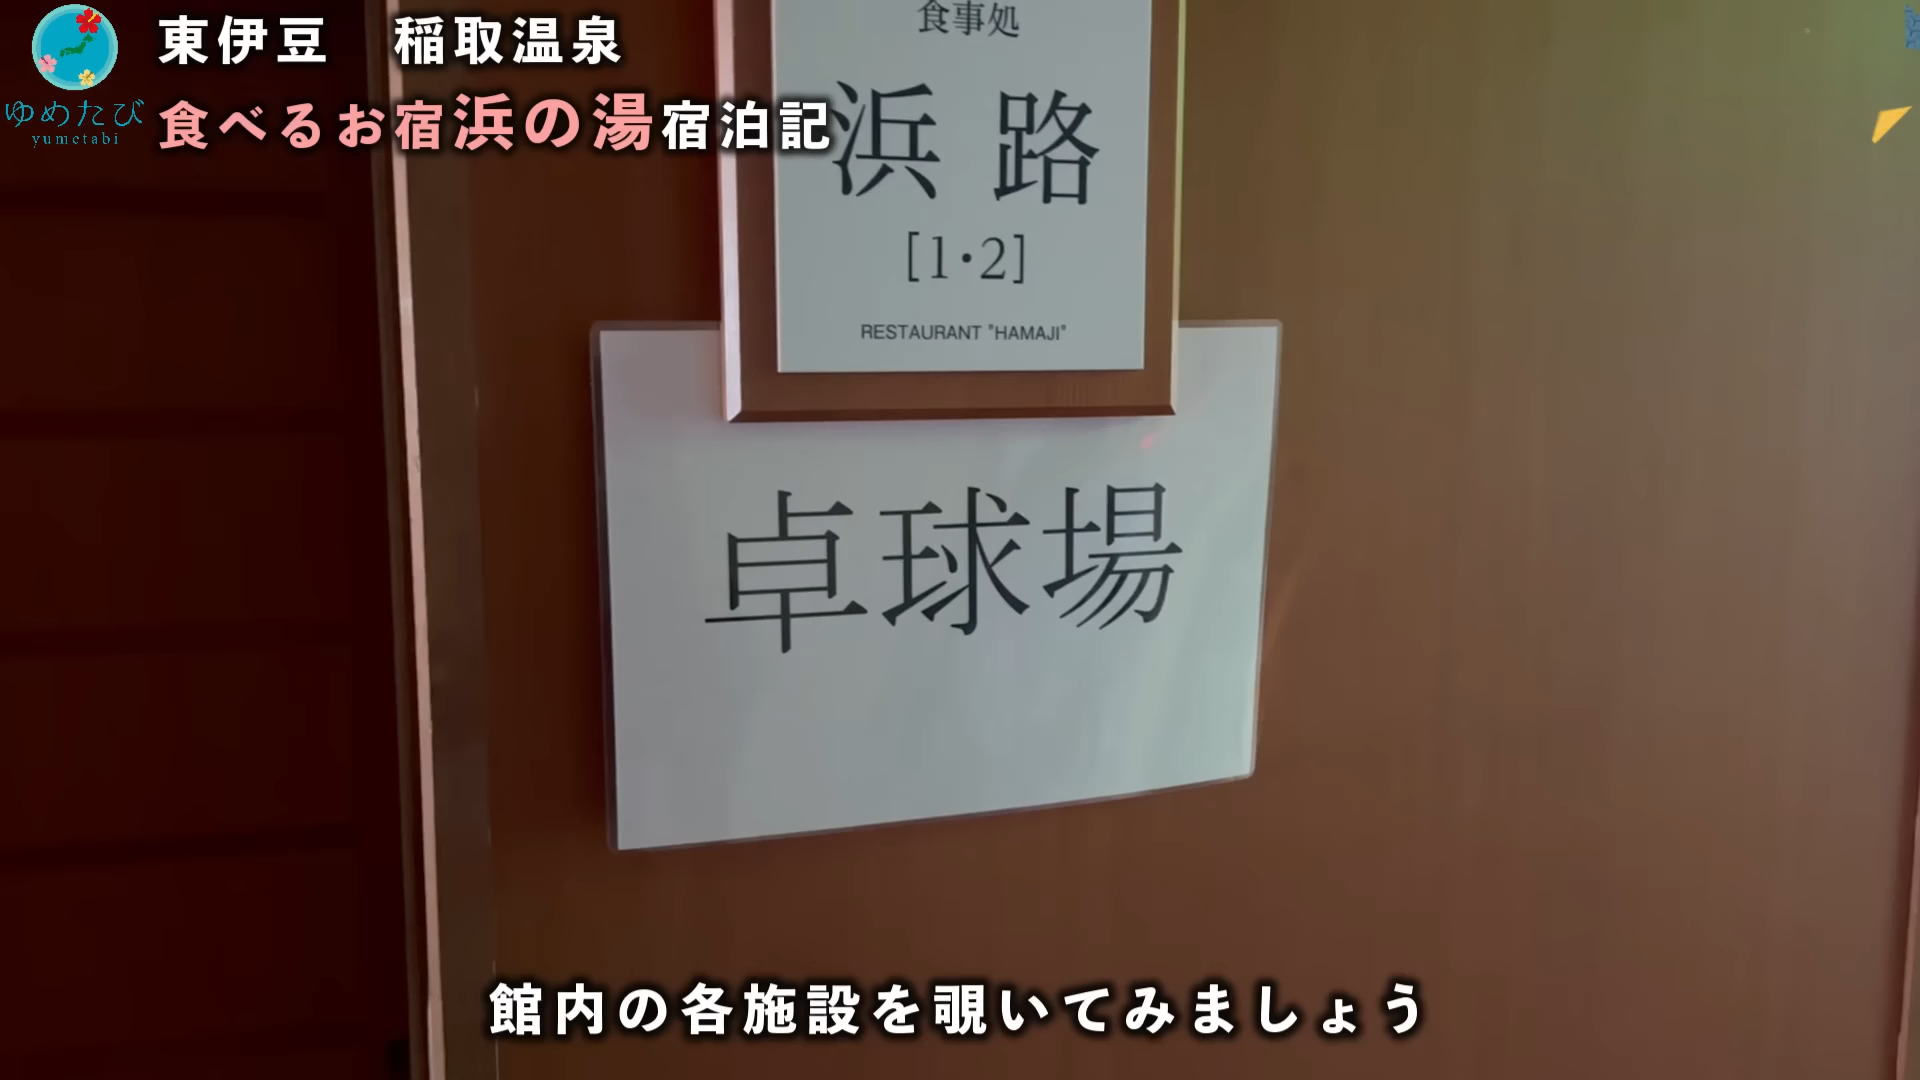 東伊豆　稲取温泉
食べるお宿浜の湯宿泊記
ゆめたび
yumetabi
食事処
浜路
[1・2]
RESTAURANT "HAMAJI"
卓球場
館内の各施設を覗いてみましょう